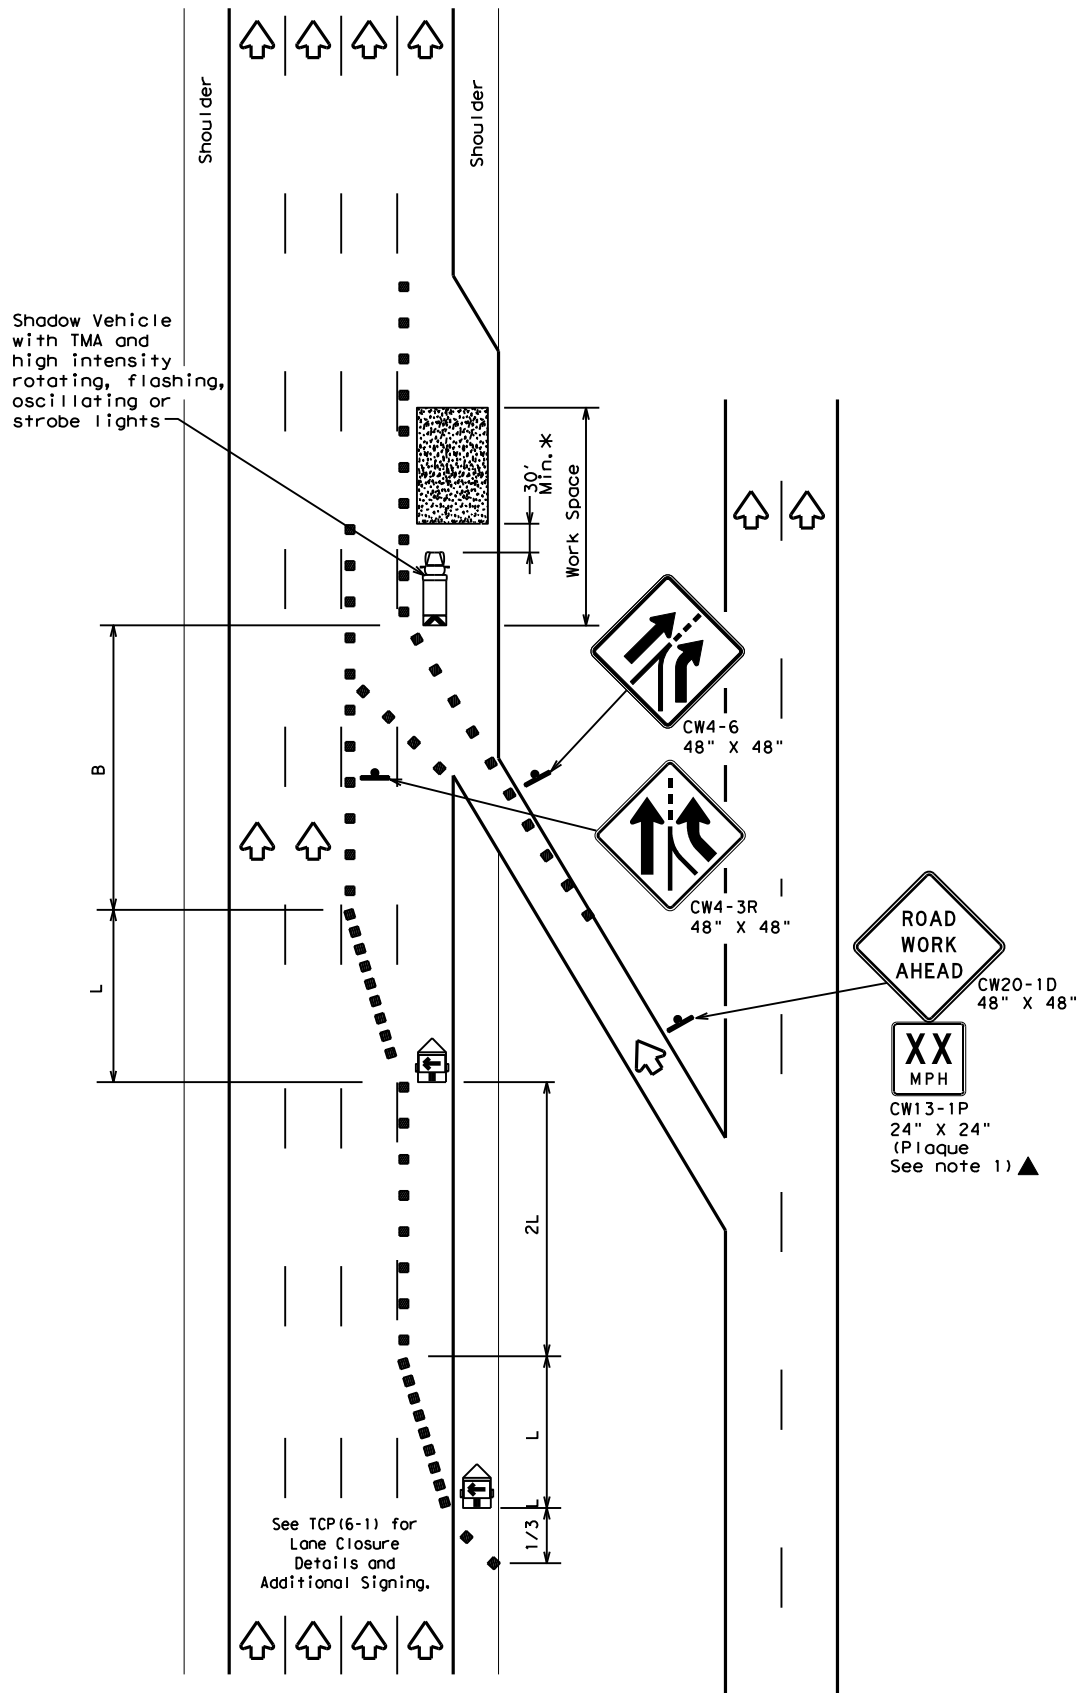 Shoulder
Shoulder
Shadow Vehicle
with TMA and
high intensity
rotating, flashing,
oscillating or
strobe lights
30'
Min.*
Work Space
CW4-6
48" X 48"
B
CW4-3R
48" X 48"
L
ROAD
WORK
AHEAD
CW20-1D
48" X 48"
XX
MPH
CW13-1P
24" X 24"
(Plaque
See note 1) ▲
2L
L
1/3 L
See TCP(6-1) for
Lane Closure
Details and
Additional Signing.